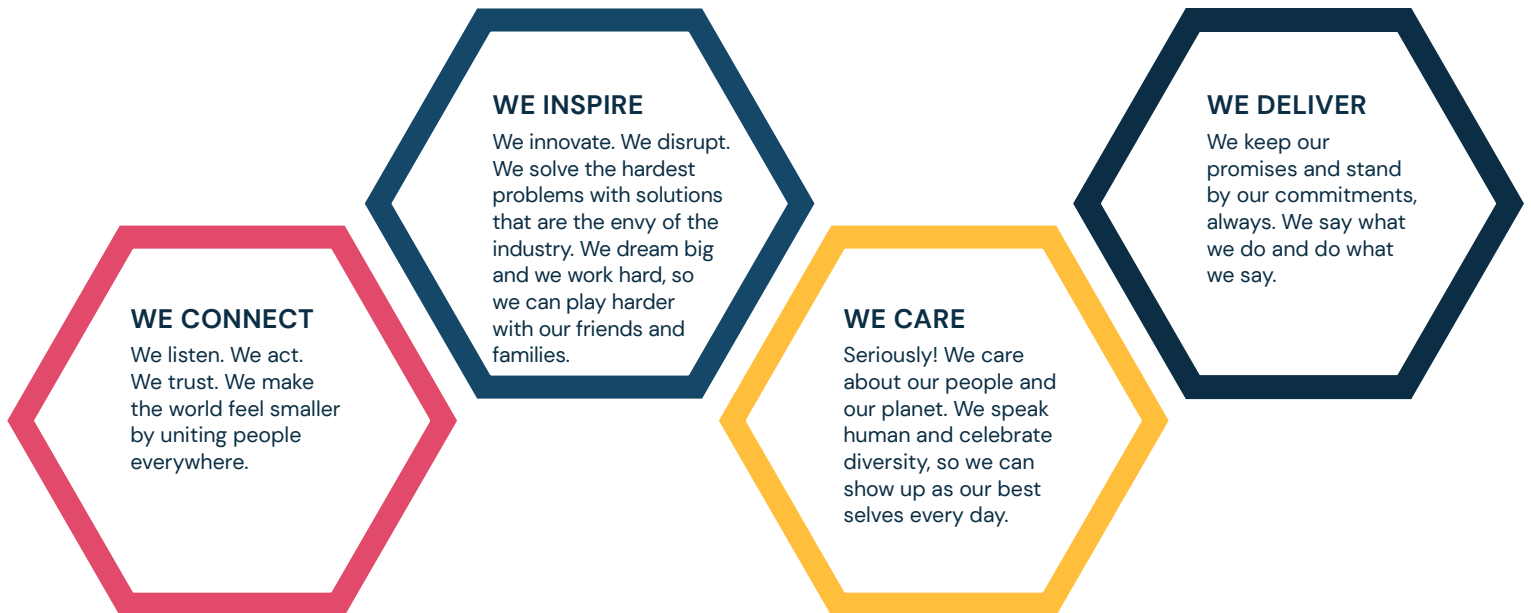 WE CONNECT
We listen. We act.
We trust. We make
the world feel smaller
by uniting people
everywhere.
WE INSPIRE
We innovate. We disrupt.
We solve the hardest
problems with solutions
that are the envy of the
industry. We dream big
and we work hard, so
we can play harder
with our friends and
families.
WE CARE
Seriously! We care
about our people and
our planet. We speak
human and celebrate
diversity, so we can
show up as our best
selves every day.
WE DELIVER
We keep our
promises and stand
by our commitments,
always. We say what
we do and do what
we say.